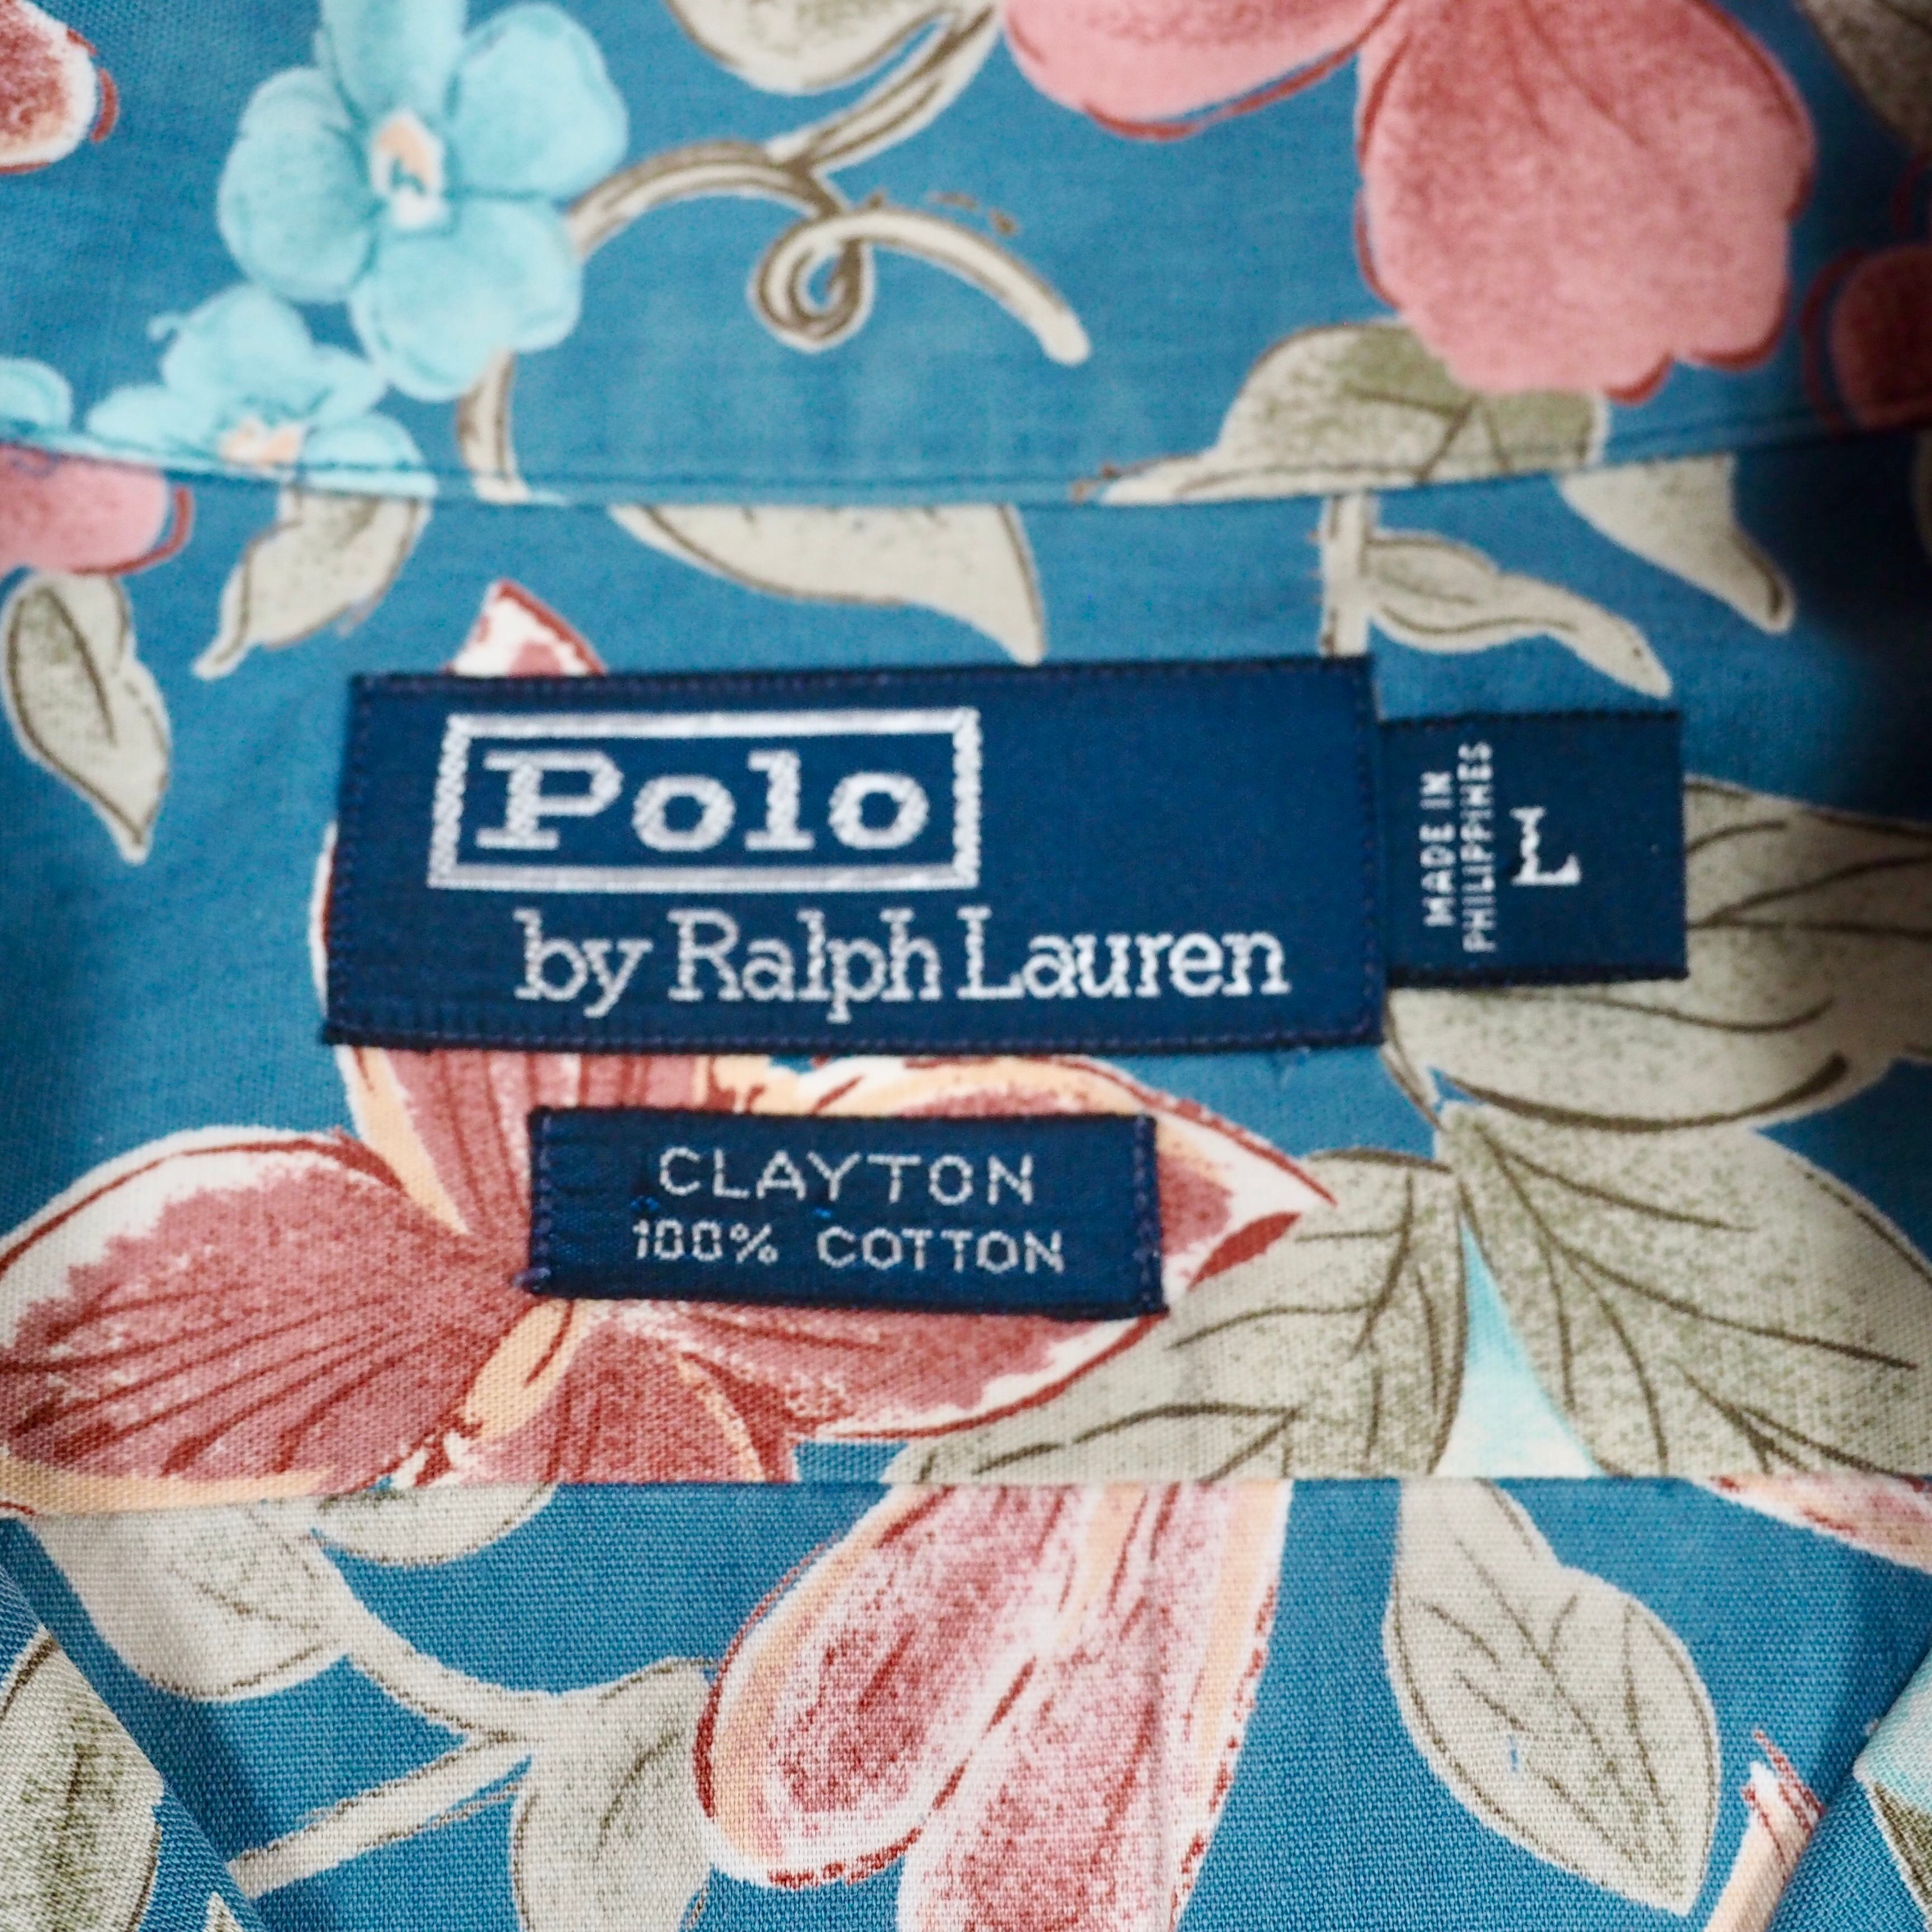 Polo
by Ralph Lauren
MADE IN
PHILIPPINES
L
CLAYTON
100% COTTON